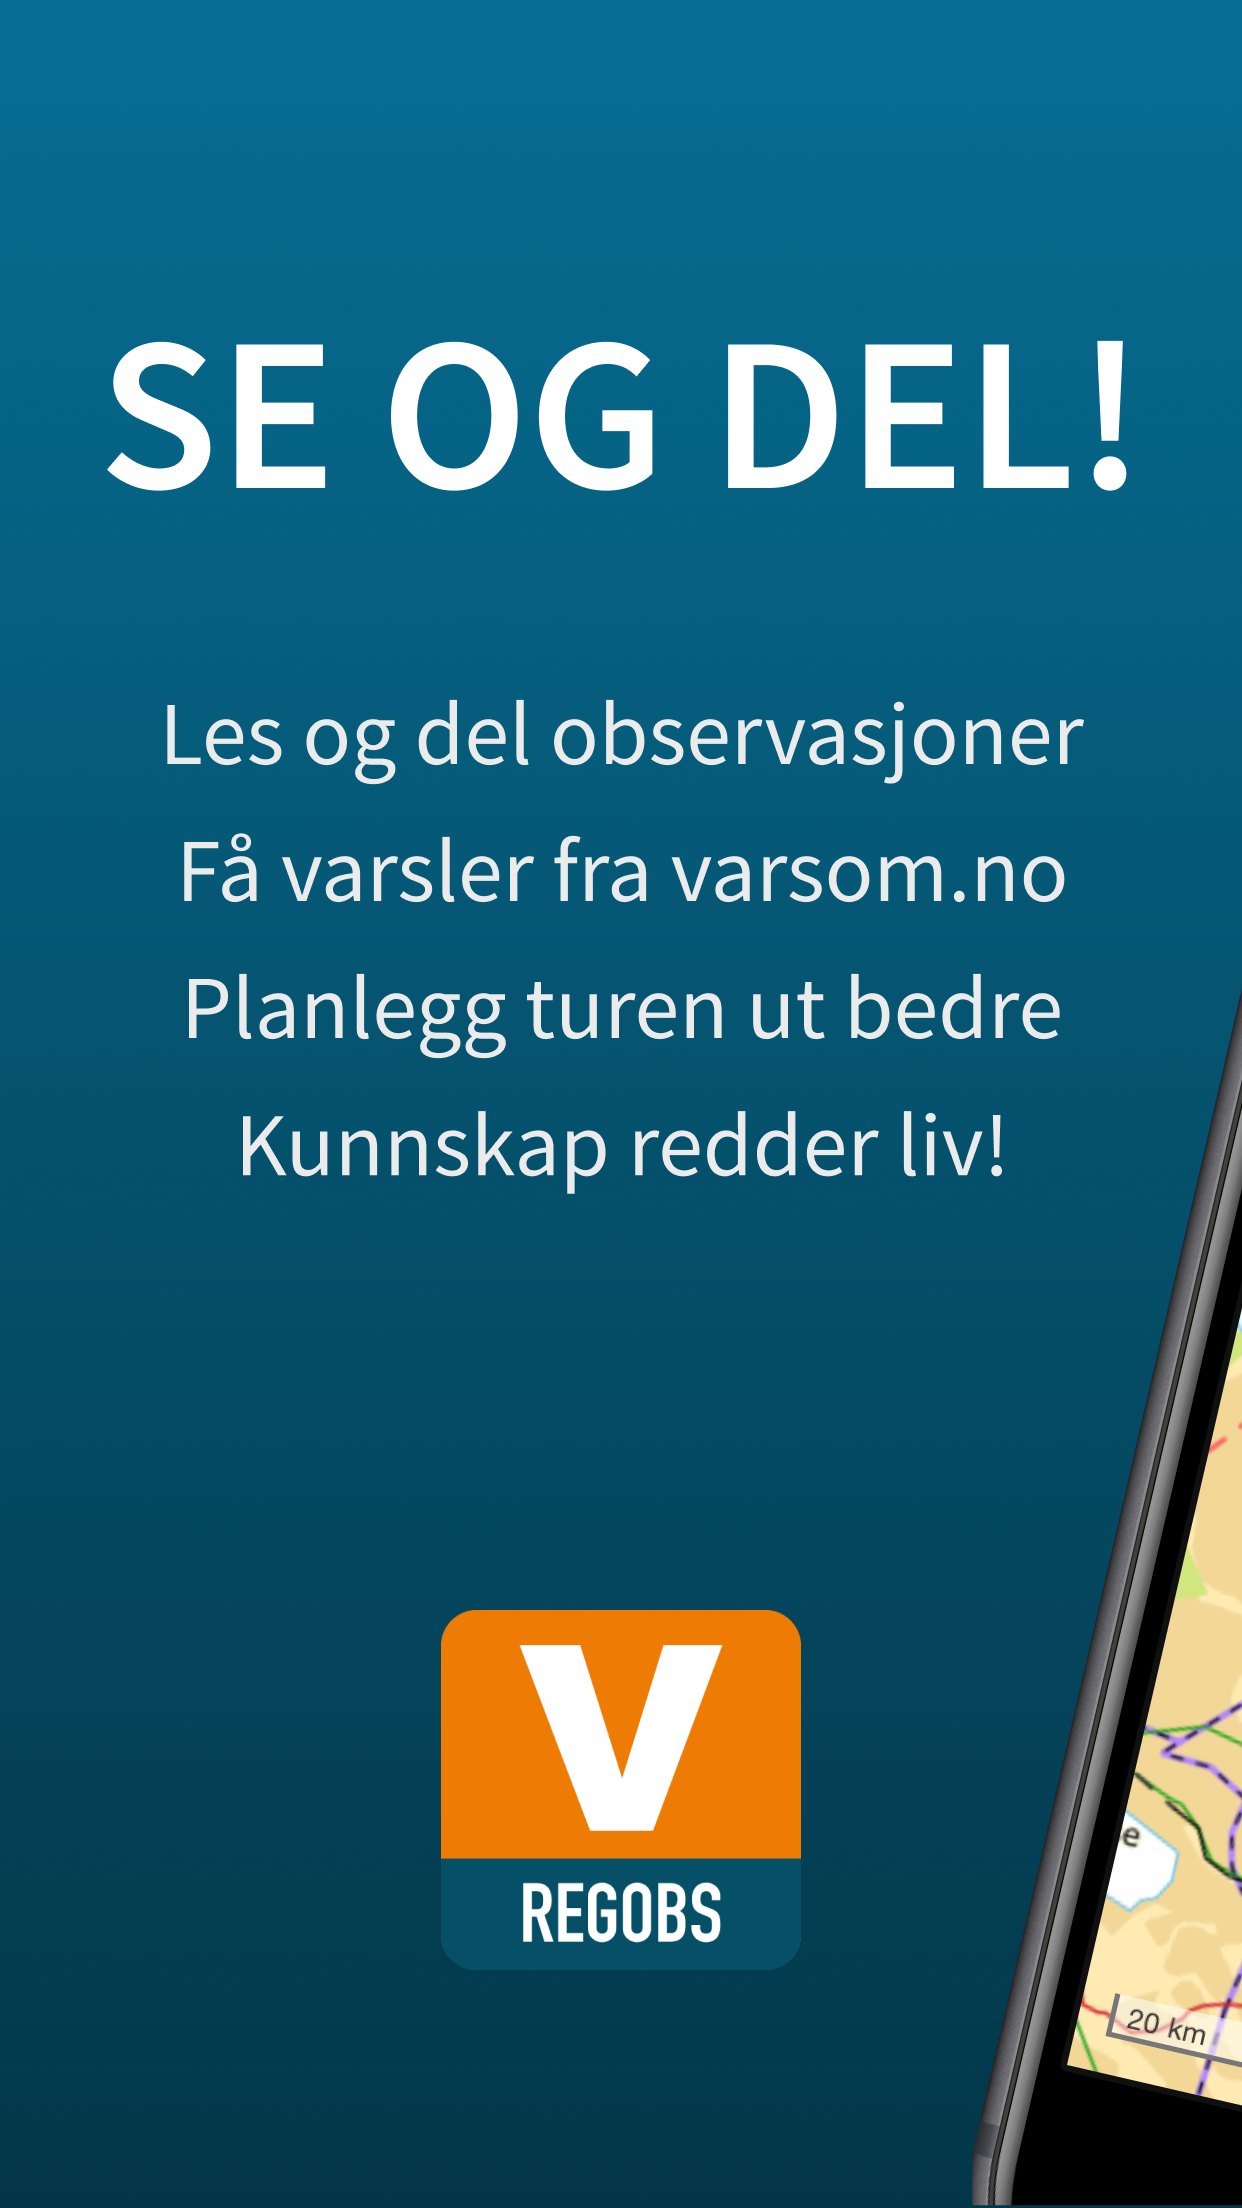 SE OG DEL!
Les og del observasjoner
Få varsler fra varsom.no
Planlegg turen ut bedre
Kunnskap redder liv!
V
REGOBS
e
20 km